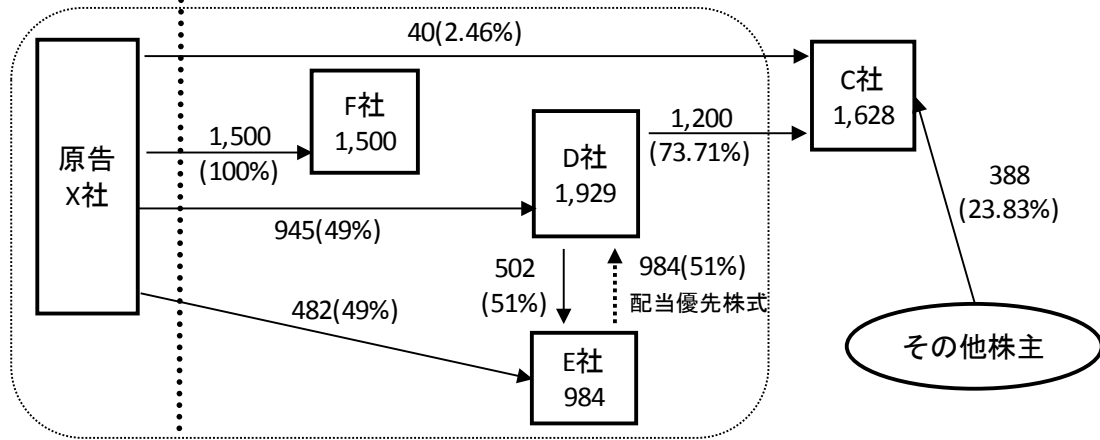 40(2.46%)
原告
X社
F社
1,500
1,500
(100%)
D社
1,929
1,200
(73.71%)
C社
1,628
945(49%)
388
(23.83%)
502
(51%)
984(51%)
配当優先株式
482(49%)
E社
984
その他株主